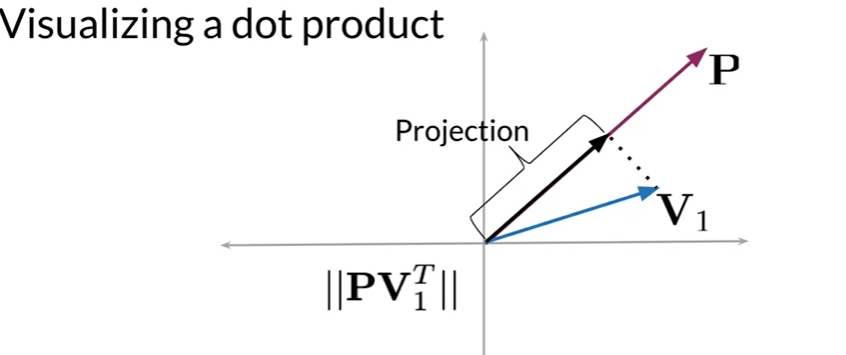 Visualizing a dot product
P
Projection
V₁
||PV₁ᵀ||